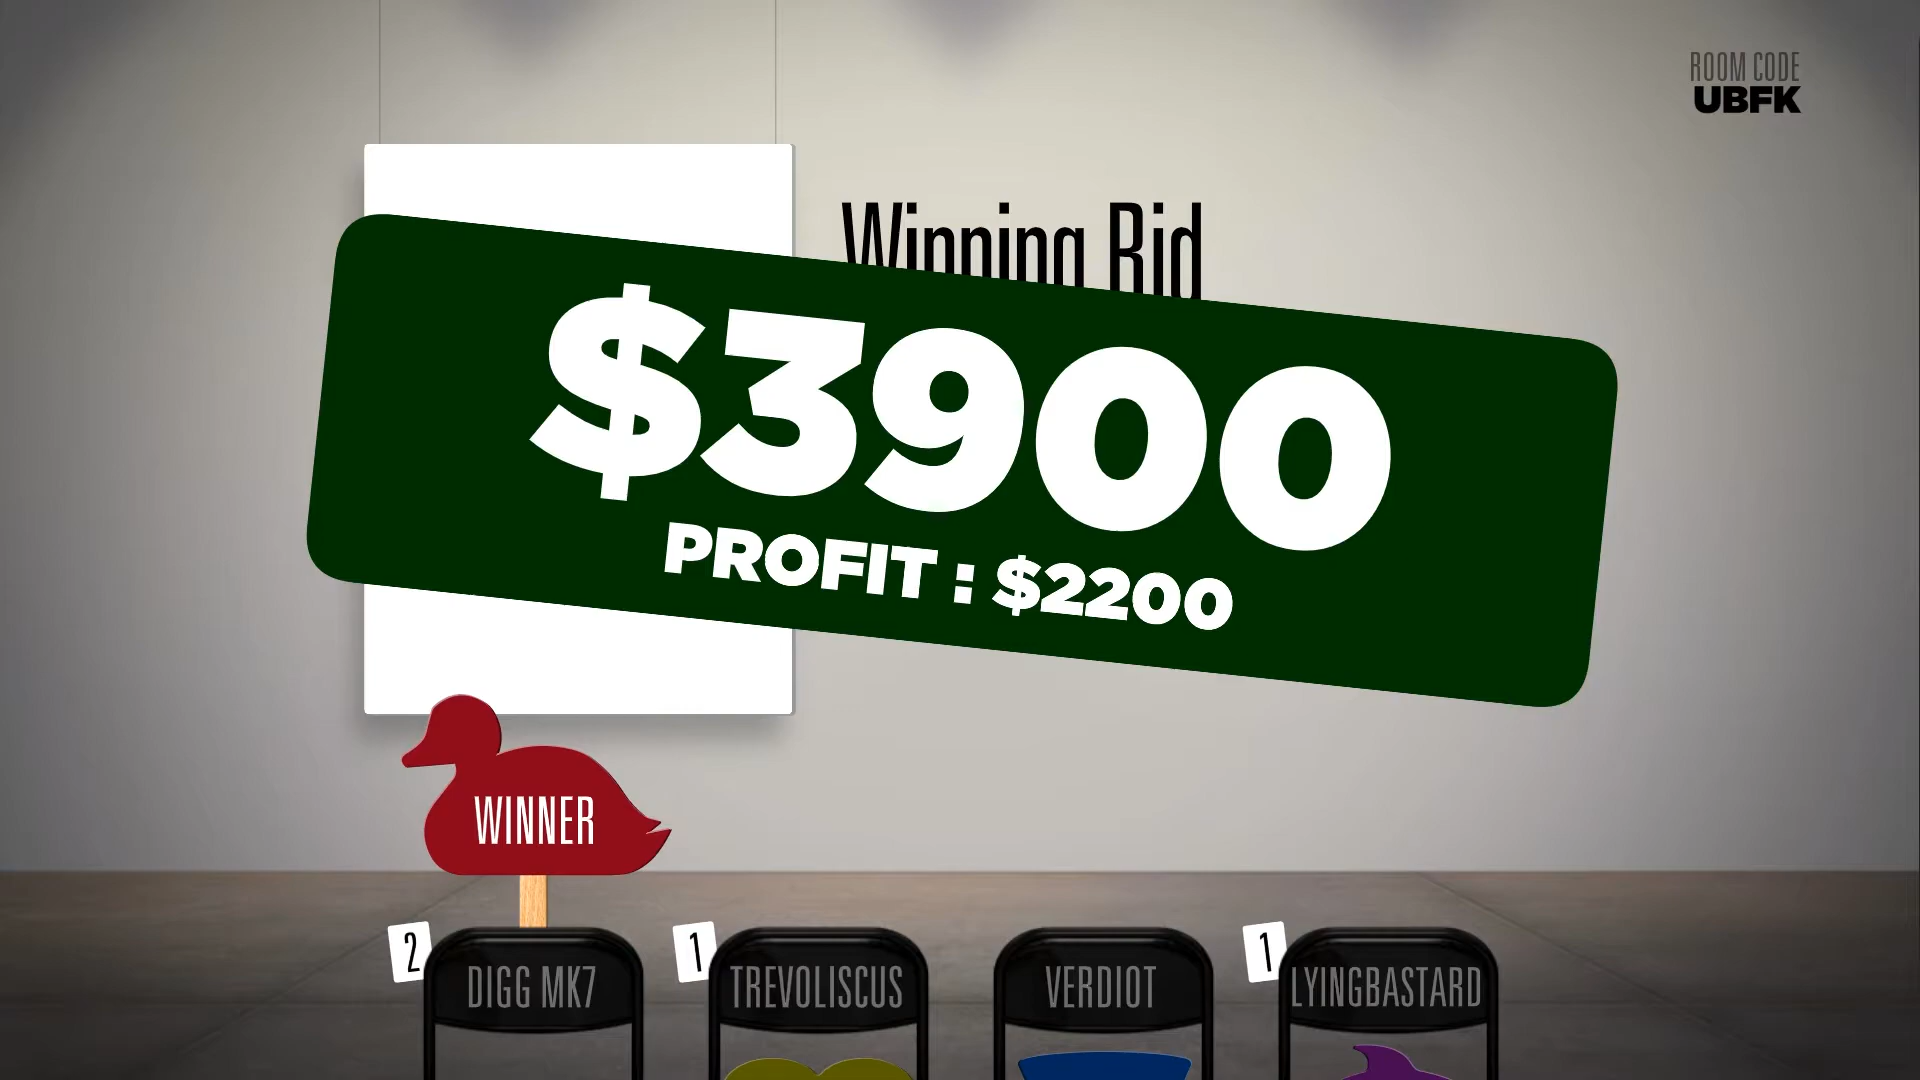 ROOM CODE
UBFK
Winning Bid
$3900
PROFIT : $2200
WINNER
2
DIGG MK7
1
TREVOLISCUS
VERDIOT
1
LYINGBASTARD